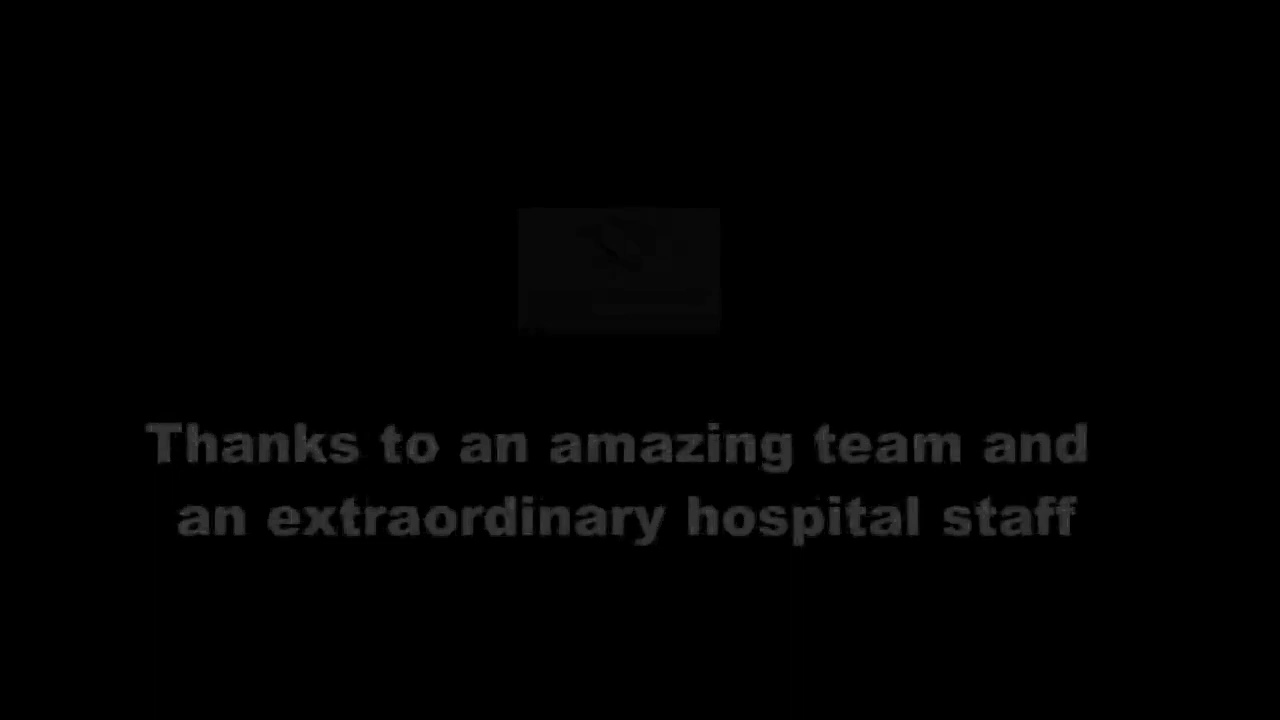 Thanks to an amazing team and
an extraordinary hospital staff